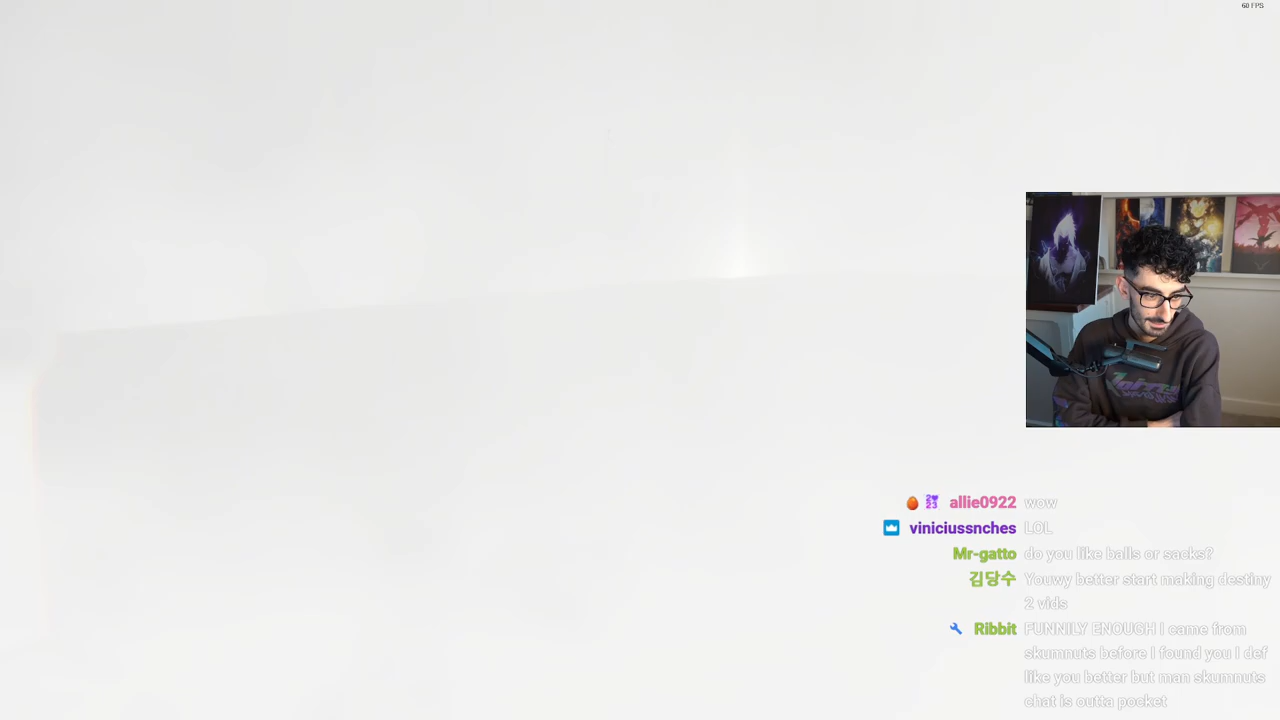 60 FPS
allie0922 wow
viniciussnches LOL
Mr-gatto do you like balls or sacks?
김당수 Youwy better start making destiny
2 vids
Ribbit FUNNILY ENOUGH I came from
skumnuts before I found you I def
like you better but man skumnuts
chat is outta pocket